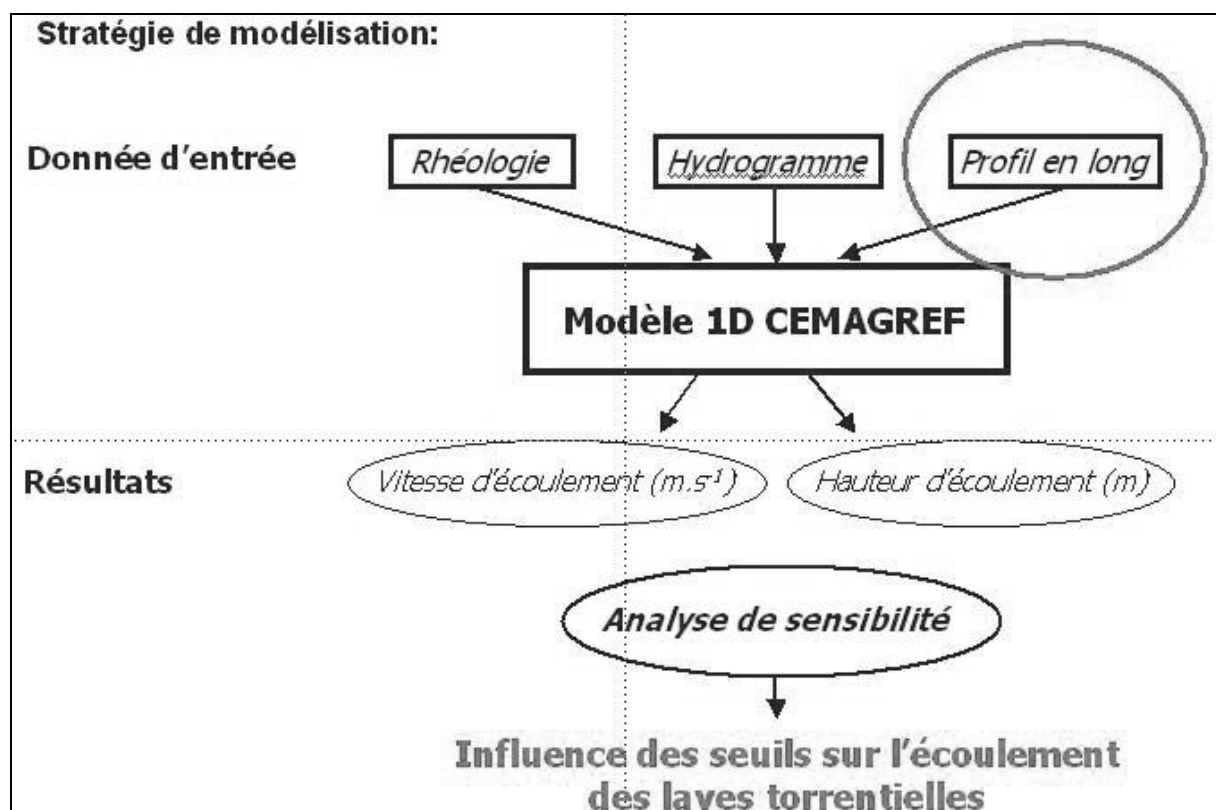 Stratégie de modélisation:
Donnée d'entrée
Rhéologie
Hydrogramme
Profil en long
Modèle 1D CEMAGREF
Résultats
Vitesse d'écoulement (m.s-1)
Hauteur d'écoulement (m)
Analyse de sensibilité
Influence des seuils sur l'écoulement
des laves torrentielles